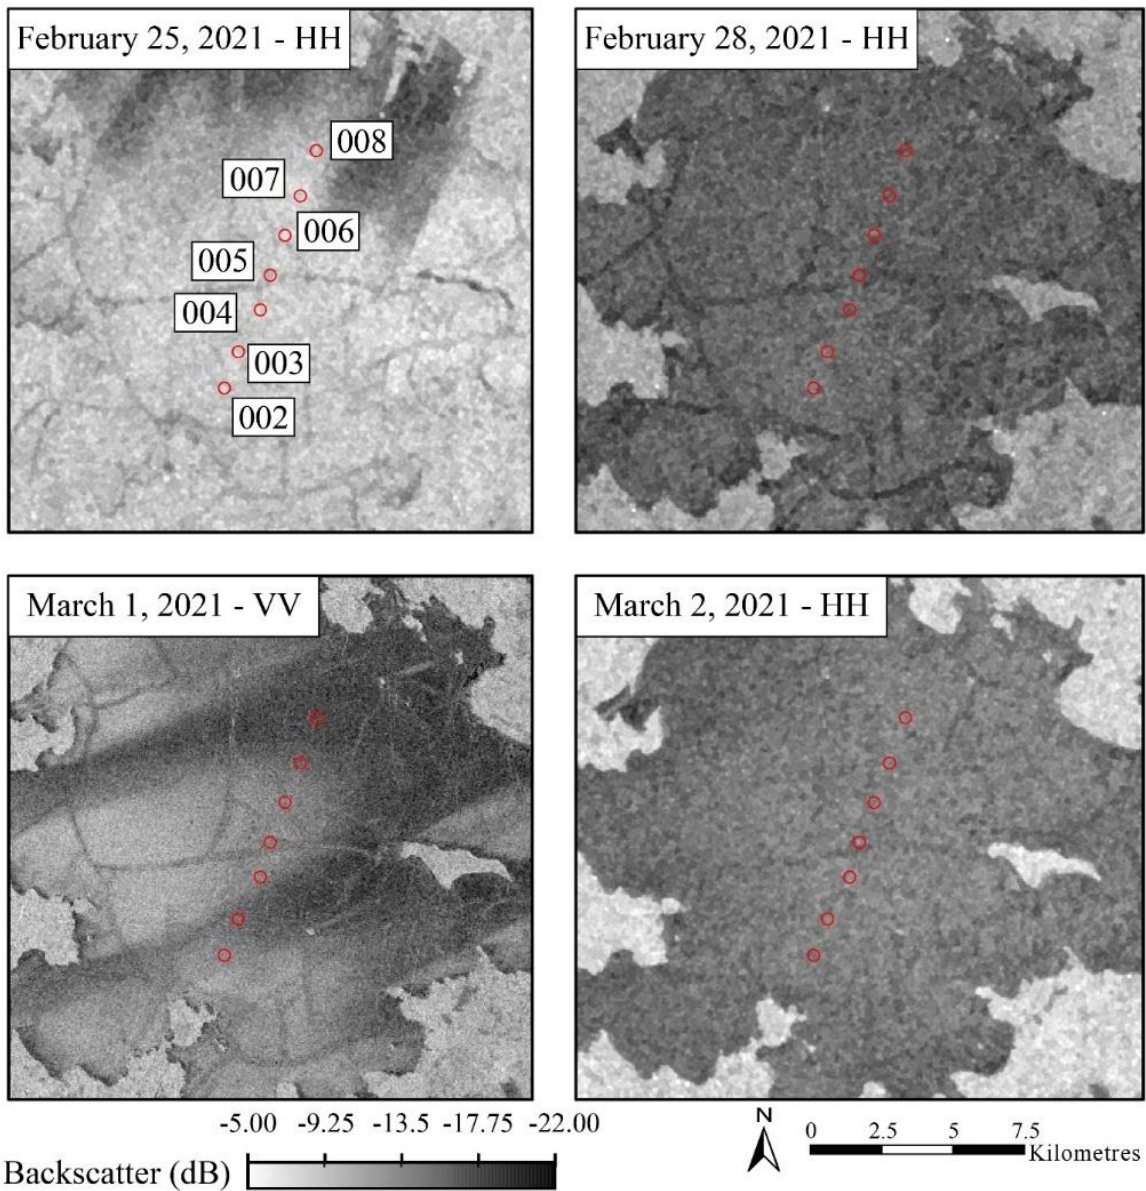 February 25, 2021 - HH
February 28, 2021 - HH
008
007
006
005
004
003
002
March 1, 2021 - VV
March 2, 2021 - HH
-5.00 -9.25 -13.5 -17.75 -22.00
Backscatter (dB)
N
0 2.5 5 7.5
Kilometres